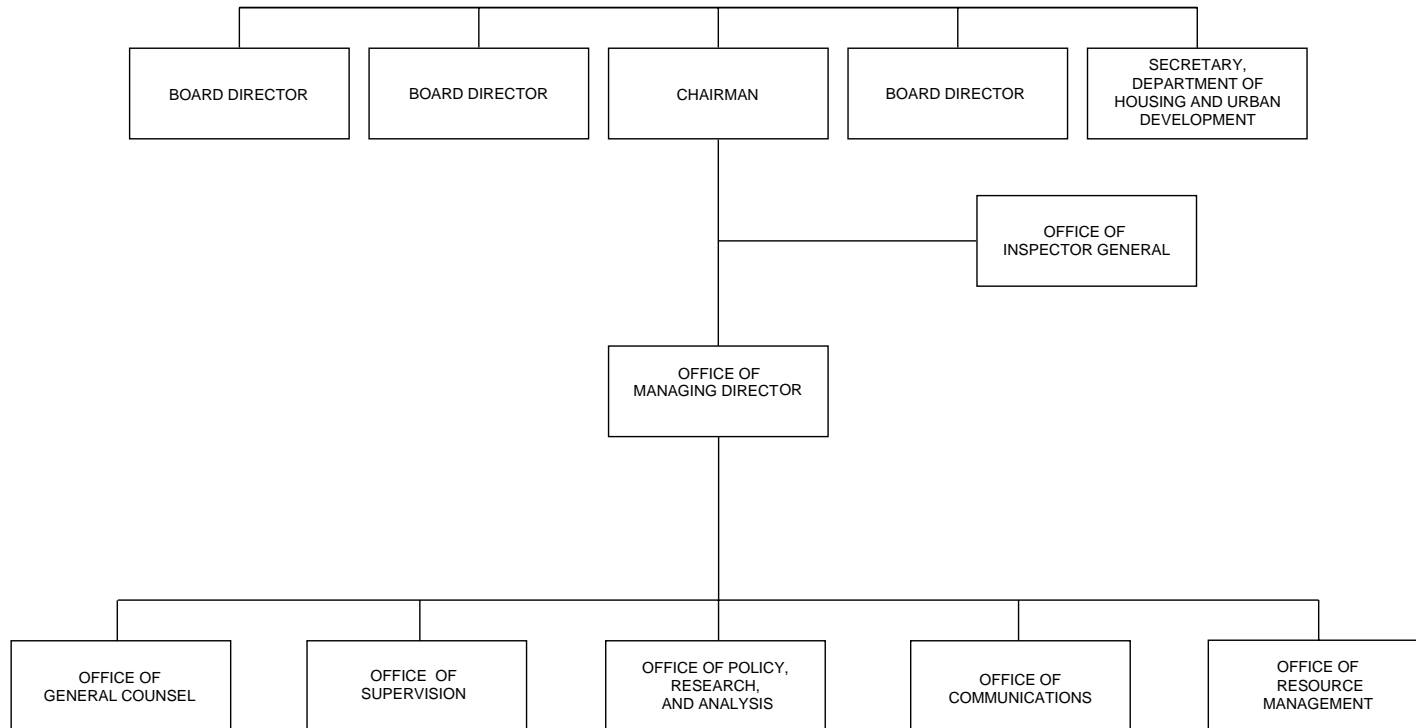 BOARD DIRECTOR
BOARD DIRECTOR
CHAIRMAN
BOARD DIRECTOR
SECRETARY,
DEPARTMENT OF
HOUSING AND URBAN
DEVELOPMENT
OFFICE OF
INSPECTOR GENERAL
OFFICE OF
MANAGING DIRECTOR
OFFICE OF
GENERAL COUNSEL
OFFICE OF
SUPERVISION
OFFICE OF POLICY,
RESEARCH,
AND ANALYSIS
OFFICE OF
COMMUNICATIONS
OFFICE OF
RESOURCE
MANAGEMENT